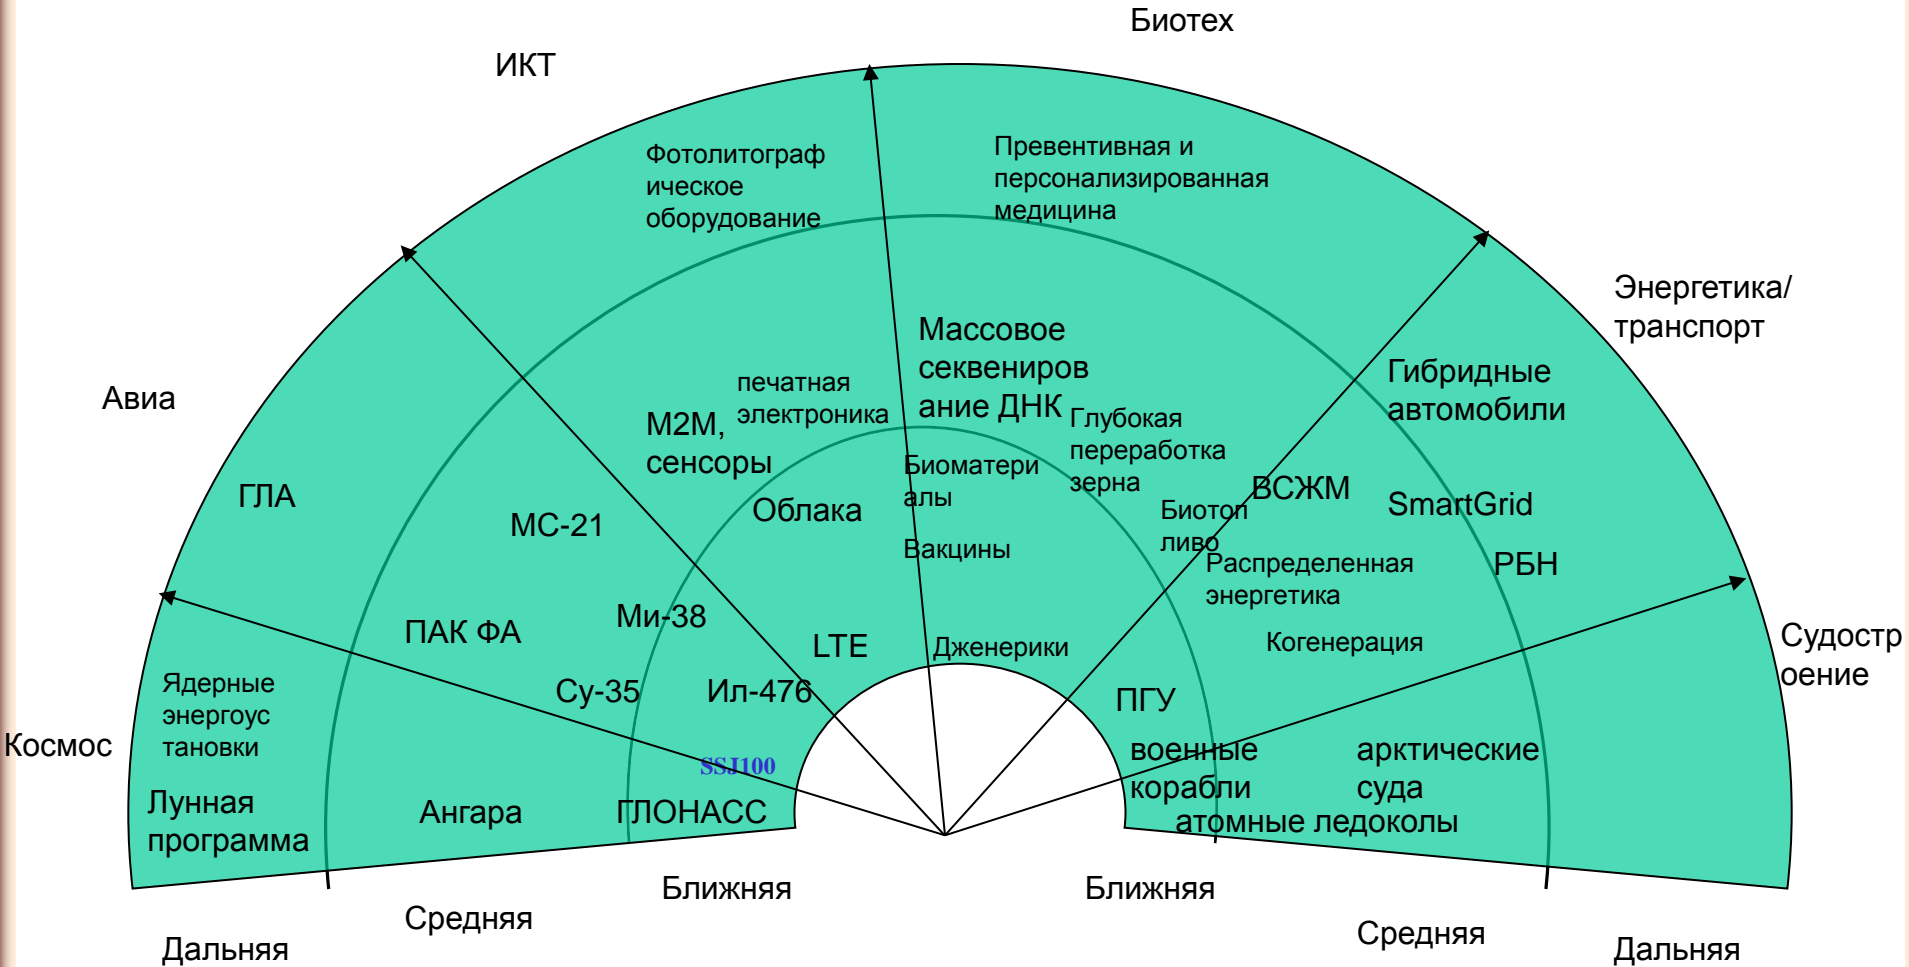 Биотех
ИКТ
Фотолитограф
ическое
оборудование
Превентивная и
персонализированная
медицина
Энергетика/
транспорт
Массовое
секвениров
ание ДНК
печатная
электроника
Гибридные
автомобили
Авиа
М2М,
сенсоры
Глубокая
переработка
зерна
Биоматери
алы
ГЛА
МС-21
Облака
Биотоп
ливо
ВСЖМ
SmartGrid
Вакцины
Распределенная
энергетика
РБН
ПАК ФА
Ми-38
LTE
Дженерики
Когенерация
Судостр
оение
Ядерные
энергоус
тановки
Су-35
Ил-476
ПГУ
Космос
SSJ100
военные
корабли
арктические
суда
Лунная
программа
Ангара
ГЛОНАСС
атомные ледоколы
Ближняя
Ближняя
Средняя
Средняя
Дальняя
Дальняя